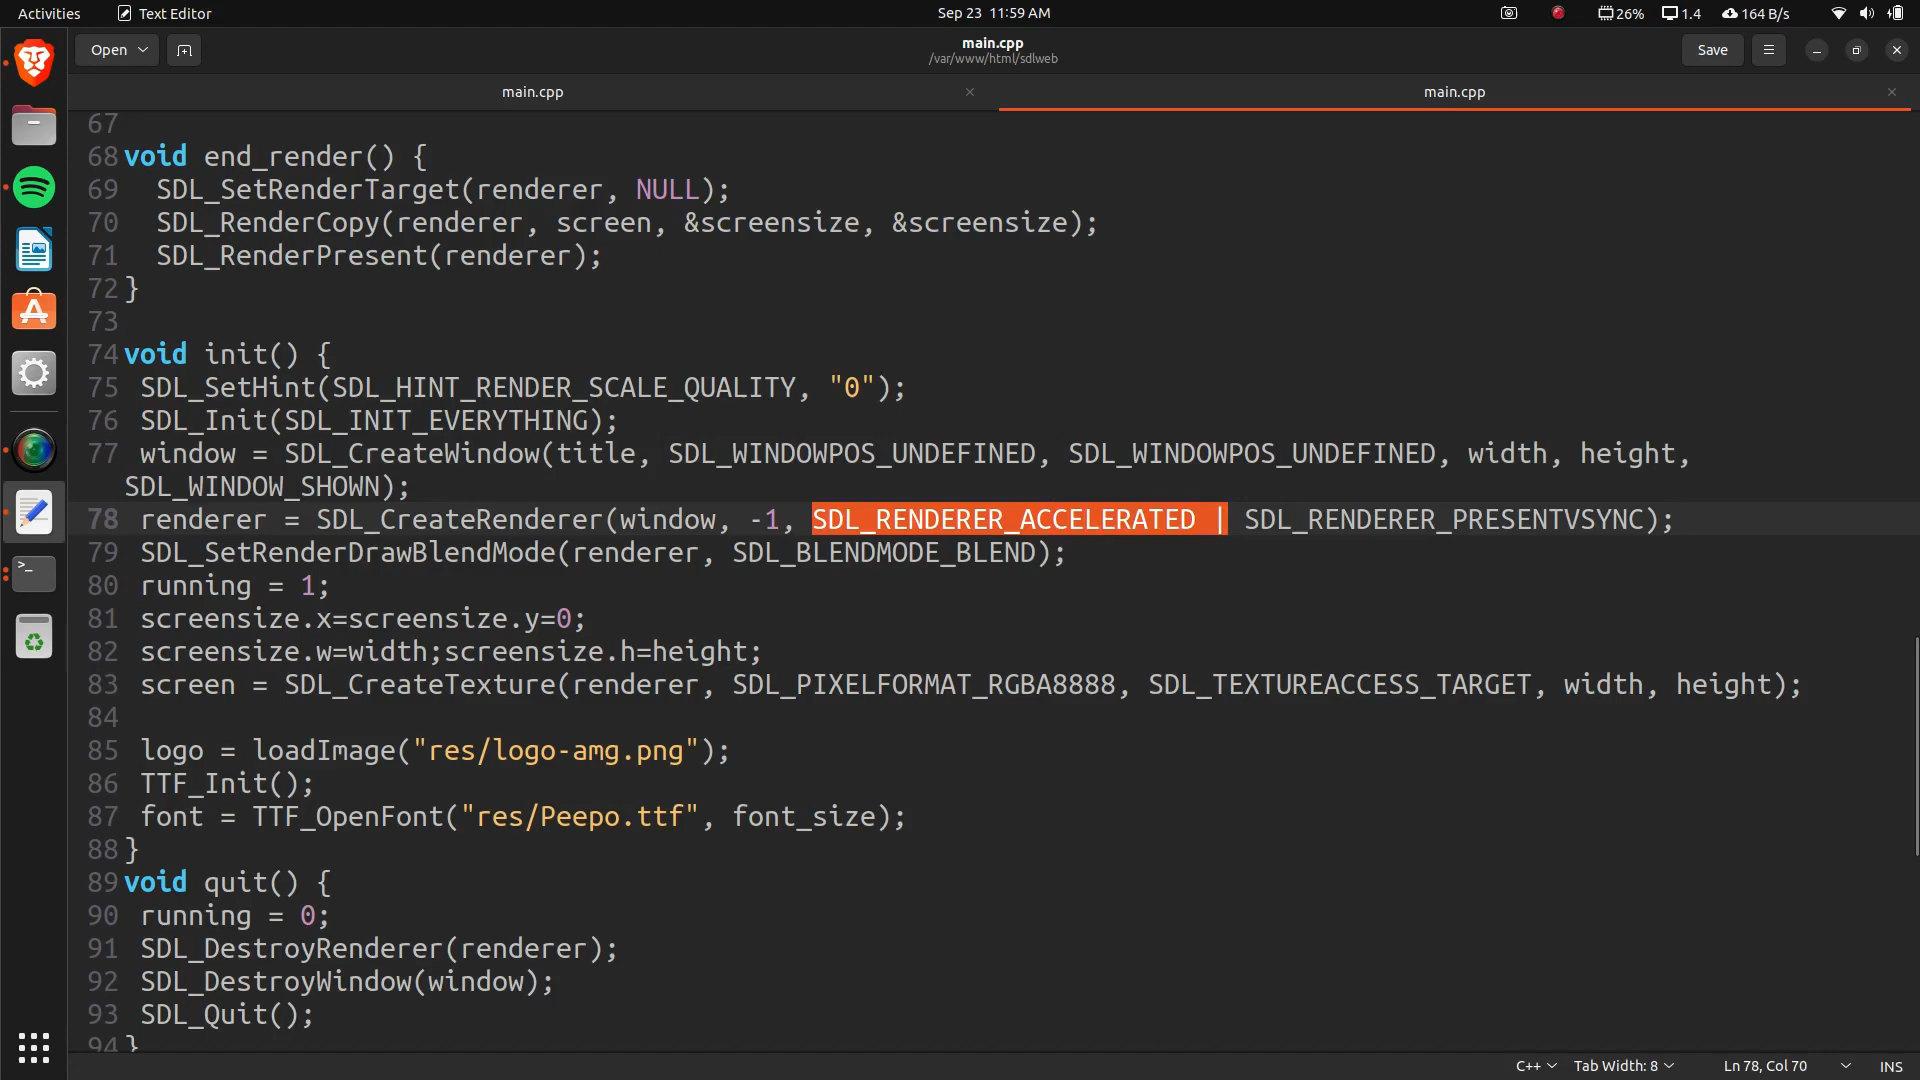 Activities
Text Editor
Sep 23 11:59 AM
26%
1.4
164 B/s
Open
main.cpp
/var/www/html/sdlweb
Save
main.cpp
main.cpp
67
68 void end_render() {
69 SDL_SetRenderTarget(renderer, NULL);
70 SDL_RenderCopy(renderer, screen, &screensize, &screensize);
71 SDL_RenderPresent(renderer);
72 }
73
74 void init() {
75 SDL_SetHint(SDL_HINT_RENDER_SCALE_QUALITY, "0");
76 SDL_Init(SDL_INIT_EVERYTHING);
77 window = SDL_CreateWindow(title, SDL_WINDOWPOS_UNDEFINED, SDL_WINDOWPOS_UNDEFINED, width, height,
SDL_WINDOW_SHOWN);
78 renderer = SDL_CreateRenderer(window, -1, SDL_RENDERER_ACCELERATED | SDL_RENDERER_PRESENTVSYNC);
79 SDL_SetRenderDrawBlendMode(renderer, SDL_BLENDMODE_BLEND);
80 running = 1;
81 screensize.x=screensize.y=0;
82 screensize.w=width;screensize.h=height;
83 screen = SDL_CreateTexture(renderer, SDL_PIXELFORMAT_RGBA8888, SDL_TEXTUREACCESS_TARGET, width, height);
84
85 logo = loadImage("res/logo-amg.png");
86 TTF_Init();
87 font = TTF_OpenFont("res/Peepo.ttf", font_size);
88 }
89 void quit() {
90 running = 0;
91 SDL_DestroyRenderer(renderer);
92 SDL_DestroyWindow(window);
93 SDL_Quit();
94 }
C++
Tab Width: 8
Ln 78, Col 70
INS